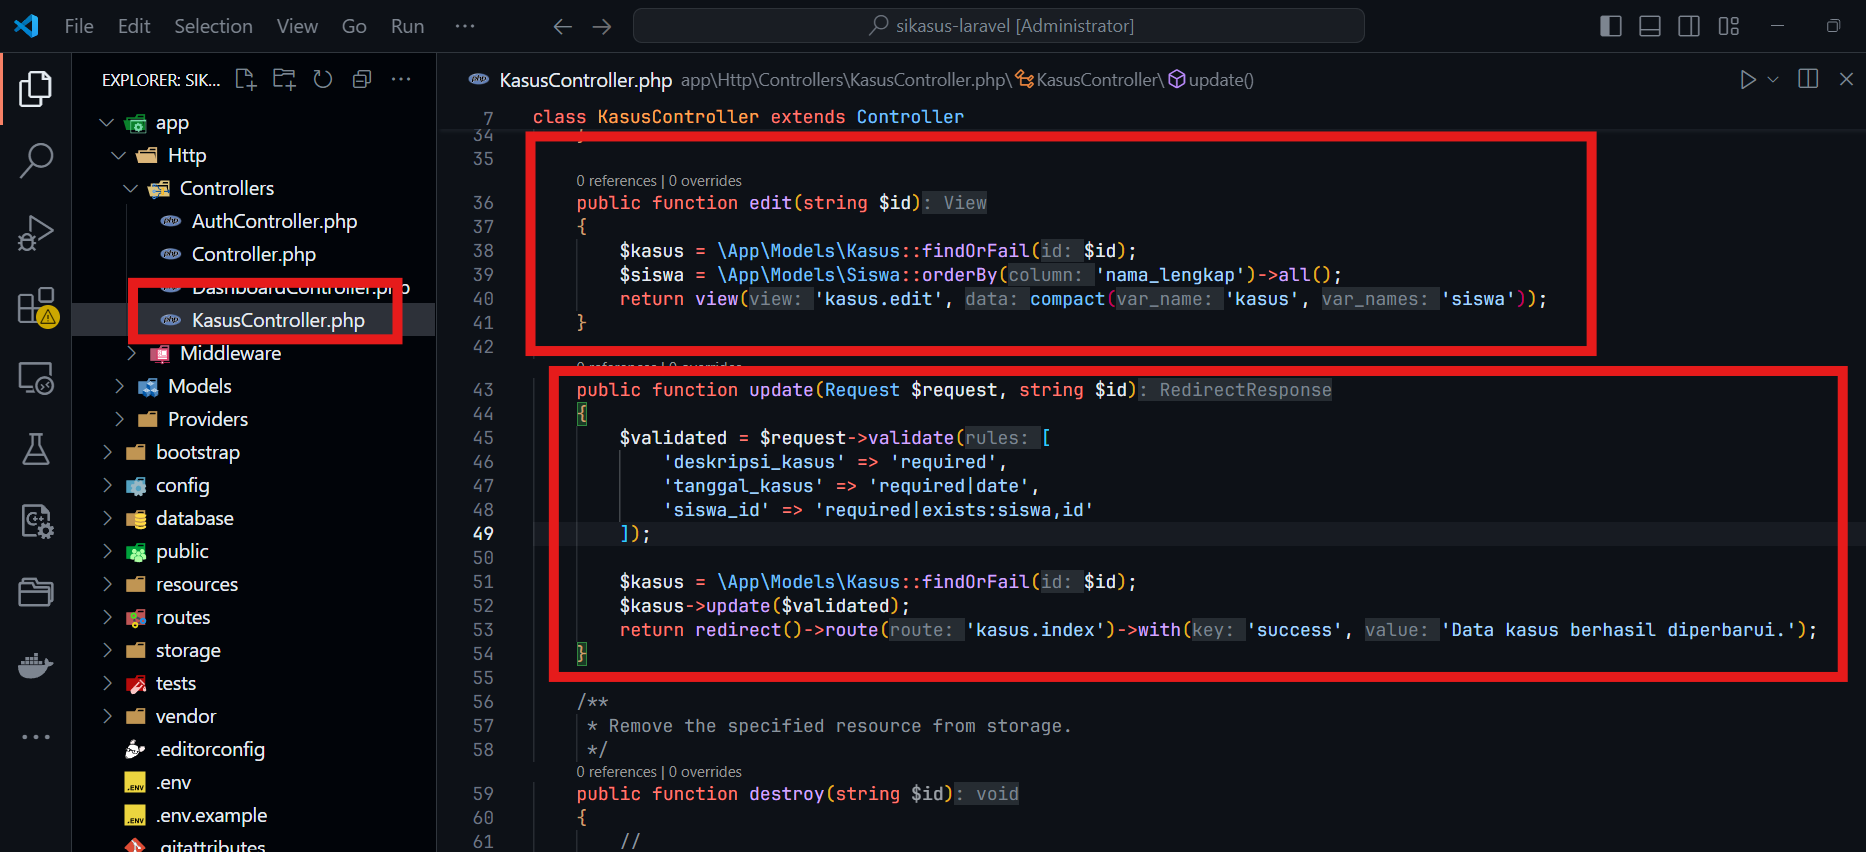 File Edit Selection View Go Run ···
sikasus-laravel [Administrator]
EXPLORER: SIK...
app
Http
Controllers
AuthController.php
Controller.php
DashboardController.php
KasusController.php
Middleware
Models
Providers
bootstrap
config
database
public
resources
routes
storage
tests
vendor
.editorconfig
.env
.env.example
.gitattributes
KasusController.php app\Http\Controllers\KasusController.php\KasusController\update()
7 class KasusController extends Controller
34 }
35
0 references | 0 overrides
36 public function edit(string $id): View
37 {
38 $kasus = \App\Models\Kasus::findOrFail(id: $id);
39 $siswa = \App\Models\Siswa::orderBy(column: 'nama_lengkap')->all();
40 return view(view: 'kasus.edit', data: compact(var_name: 'kasus', var_names: 'siswa'));
41 }
42
0 references | 0 overrides
43 public function update(Request $request, string $id): RedirectResponse
44 {
45 $validated = $request->validate(rules: [
46 'deskripsi_kasus' => 'required',
47 'tanggal_kasus' => 'required|date',
48 'siswa_id' => 'required|exists:siswa,id'
49 ]);
50
51 $kasus = \App\Models\Kasus::findOrFail(id: $id);
52 $kasus->update($validated);
53 return redirect()->route(route: 'kasus.index')->with(key: 'success', value: 'Data kasus berhasil diperbarui.');
54 }
55
56 /**
57 * Remove the specified resource from storage.
58 */
0 references | 0 overrides
59 public function destroy(string $id): void
60 {
61 //